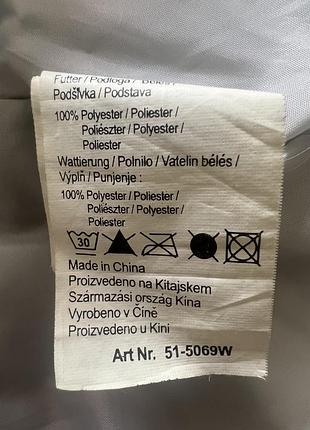 Futter / Podloga /
Podšívka / Podstava
100% Polyester / Poliester /
Poliészter / Polyester /
Poliester
Wattierung / Polnilo / Vatelin bélés /
Výplň / Punjenje :
100% Polyester / Poliester /
Poliészter / Polyester /
Poliester
30
Made in China
Proizvedeno na Kitajskem
Származási ország Kína
Vyrobeno v Číně
Proizvedeno u Kini
Art Nr. 51-5069W